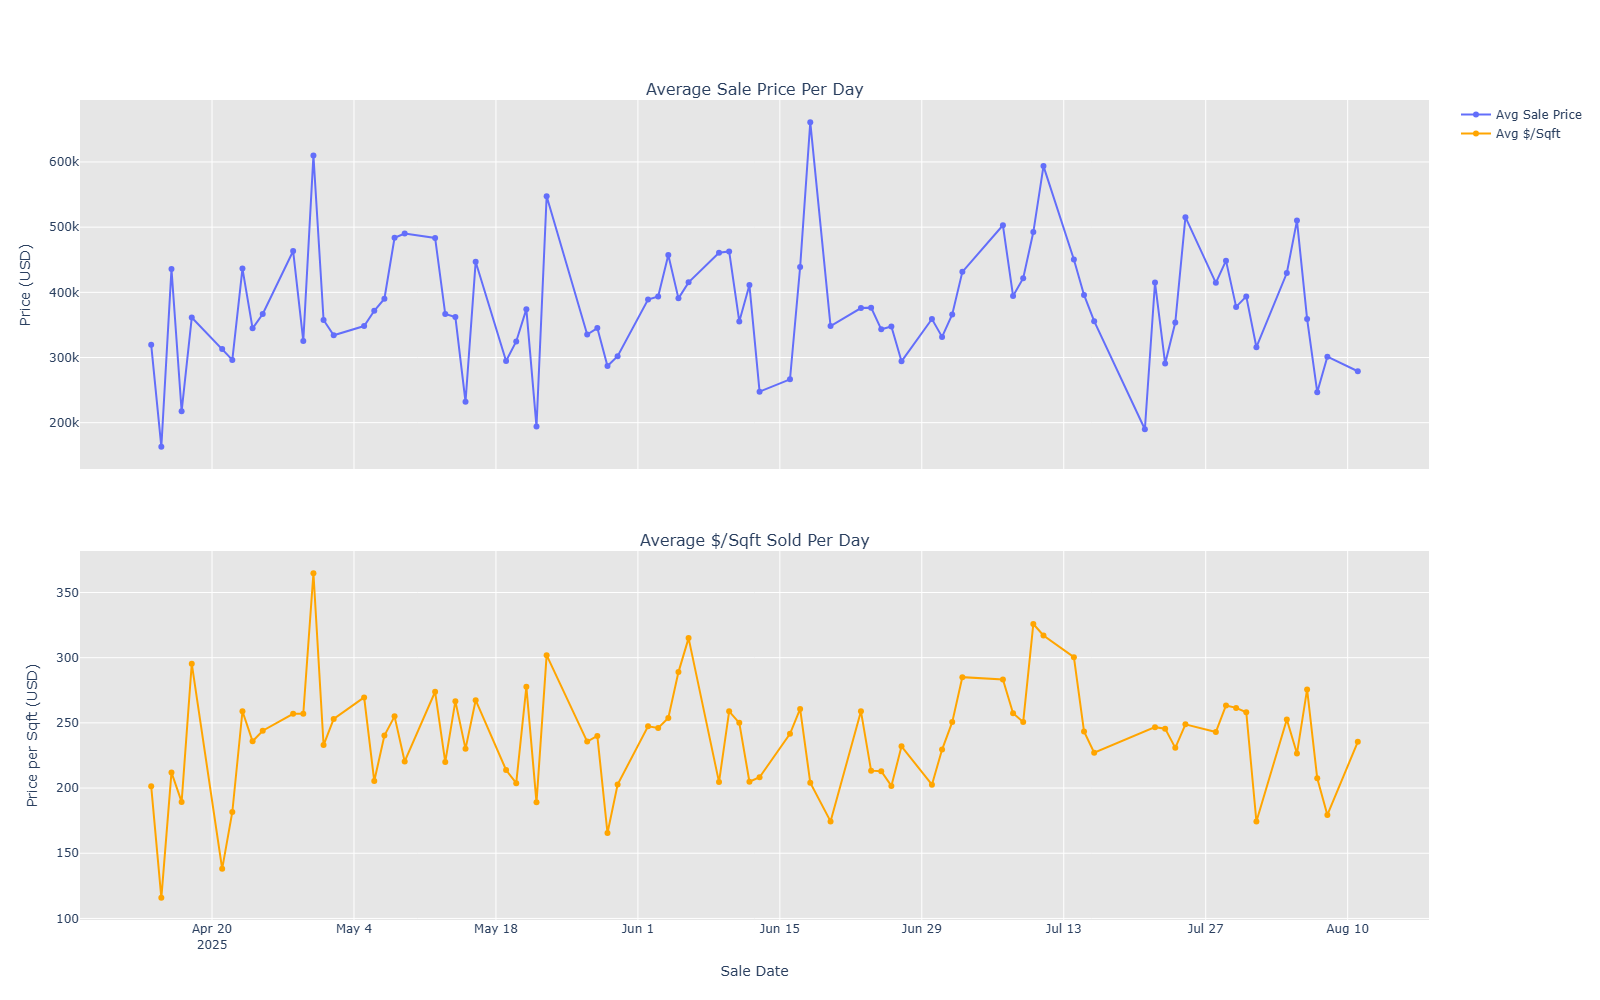 Average Sale Price Per Day
Avg Sale Price
Avg $/Sqft
Price (USD)
600k
500k
400k
300k
200k
Average $/Sqft Sold Per Day
Price per Sqft (USD)
350
300
250
200
150
100
Apr 20
2025
May 4
May 18
Jun 1
Jun 15
Jun 29
Jul 13
Jul 27
Aug 10
Sale Date